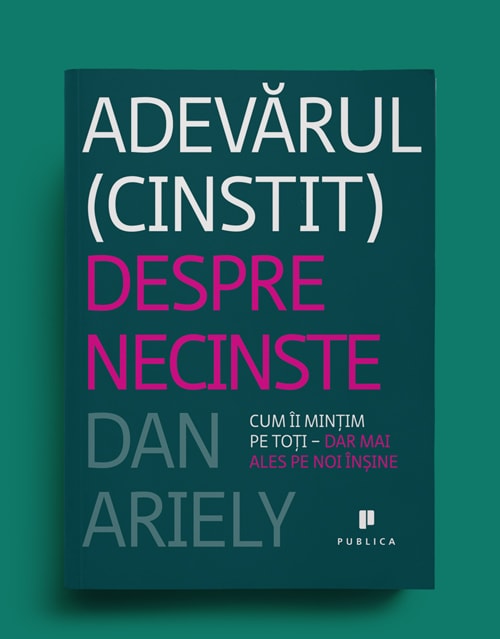 ADEVĂRUL
(CINSTIT)
DESPRE
NECINSTE
DAN
ARIELY
CUM ÎI MINȚIM
PE TOȚI – DAR MAI
ALES PE NOI ÎNȘINE
PUBLICA